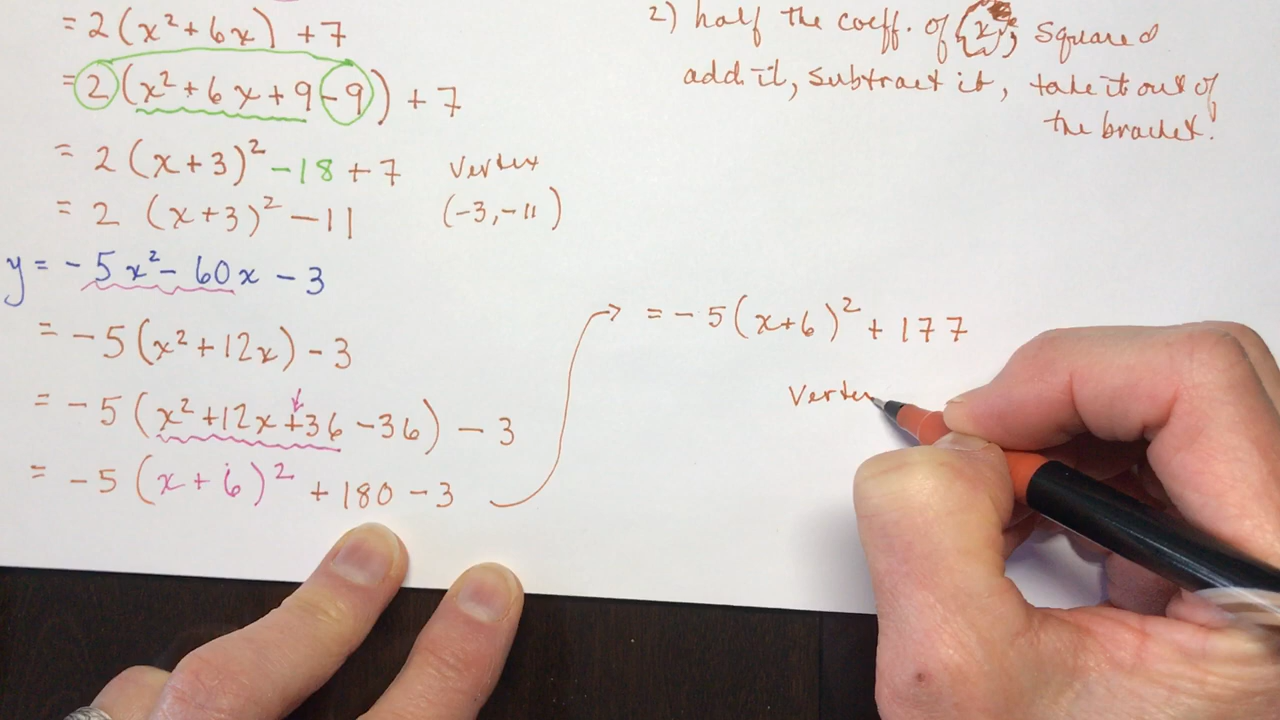 = 2(x²+6x) +7
= 2(x²+6x+9-9) +7
= 2(x+3)² -18 +7 vertex
= 2 (x+3)² -11 (-3,-11)
y = -5x² - 60x - 3
= -5(x²+12x) - 3
= -5(x²+12x+36-36) - 3
= -5(x+6)² +180 -3
2) half the coeff. of x, squared
add it, subtract it, take it out of
the bracket.
= -5(x+6)² +177
Vertex